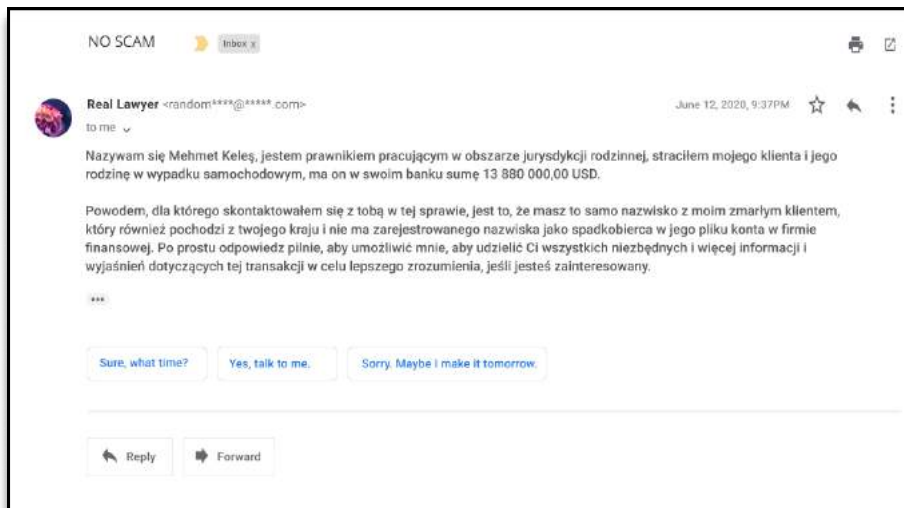 NO SCAM
Inbox x
Real Lawyer <random****@*****.com>
June 12, 2020, 9:37PM
to me
Nazywam się Mehmet Keleş, jestem prawnikiem pracującym w obszarze jurysdykcji rodzinnej, straciłem mojego klienta i jego
rodzinę w wypadku samochodowym, ma on w swoim banku sumę 13 880 000,00 USD.
Powodem, dla którego skontaktowałem się z tobą w tej sprawie, jest to, że masz to samo nazwisko z moim zmarłym klientem,
który również pochodzi z twojego kraju i nie ma zarejestrowanego nazwiska jako spadkobierca w jego pliku konta w firmie
finansowej. Po prostu odpowiedz pilnie, aby umożliwić mnie, aby udzielić Ci wszystkich niezbędnych i więcej informacji i
wyjaśnień dotyczących tej transakcji w celu lepszego zrozumienia, jeśli jesteś zainteresowany.
Sure, what time?
Yes, talk to me.
Sorry. Maybe I make it tomorrow.
Reply
Forward